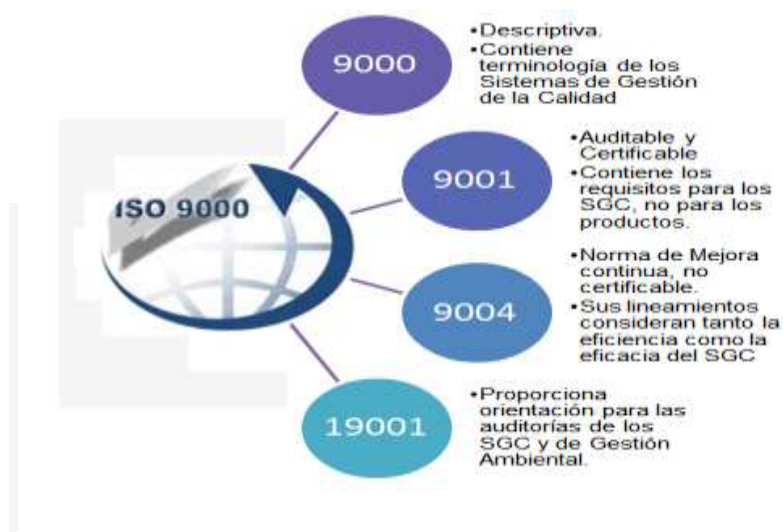 ISO 9000
9000
•Descriptiva.
•Contiene
terminología de los
Sistemas de Gestión
de la Calidad
9001
•Auditable y
Certificable
•Contiene los
requisitos para los
SGC, no para los
productos.
9004
•Norma de Mejora
continua, no
certificable.
•Sus lineamientos
consideran tanto la
eficiencia como la
eficacia del SGC
19001
•Proporciona
orientación para las
auditorías de los
SGC y de Gestión
Ambiental.